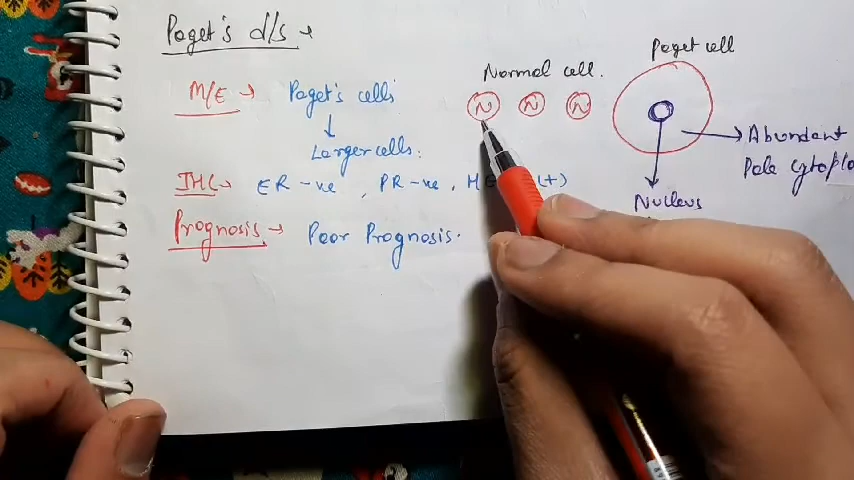 Paget's d/s →
M/E → Paget's cells
↓
Larger cells.
IHC → ER -ve , PR -ve , H (+)
Prognosis → Poor Prognosis.
Normal cell.
N N N
Paget cell
→ Abundant
Pale cytopla
Nucleus